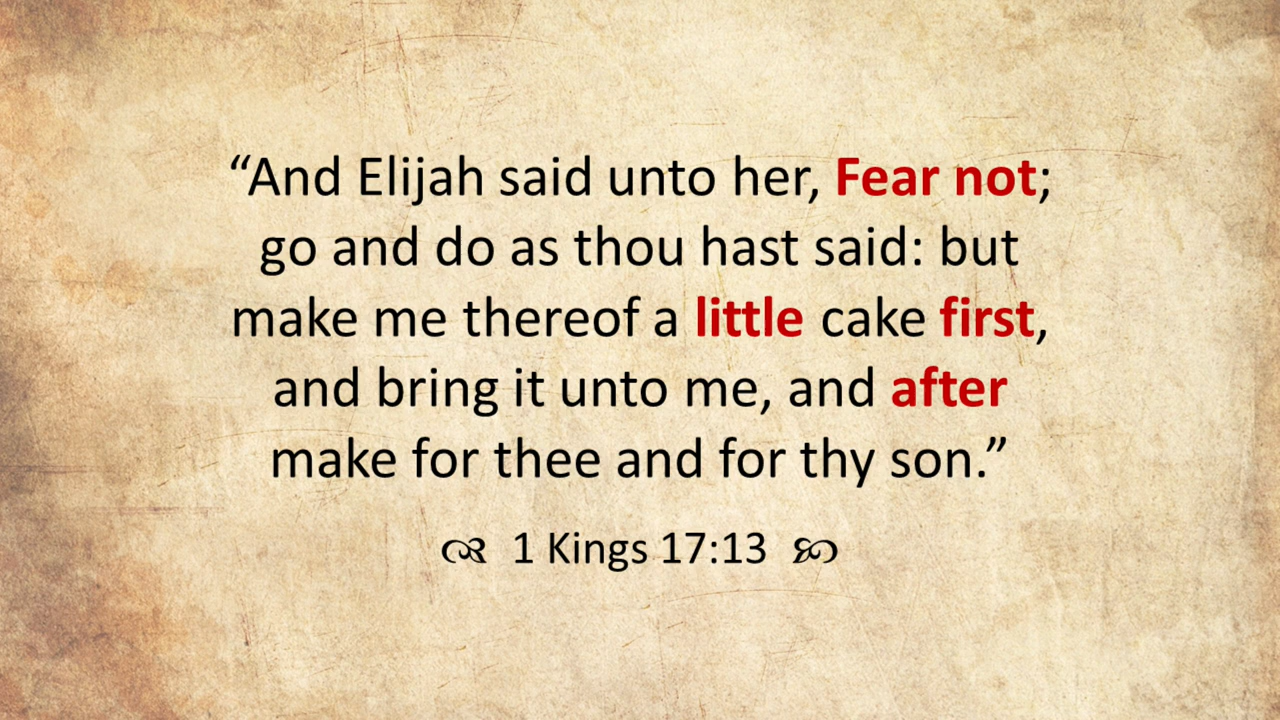 “And Elijah said unto her, Fear not;
go and do as thou hast said: but
make me thereof a little cake first,
and bring it unto me, and after
make for thee and for thy son.”
1 Kings 17:13